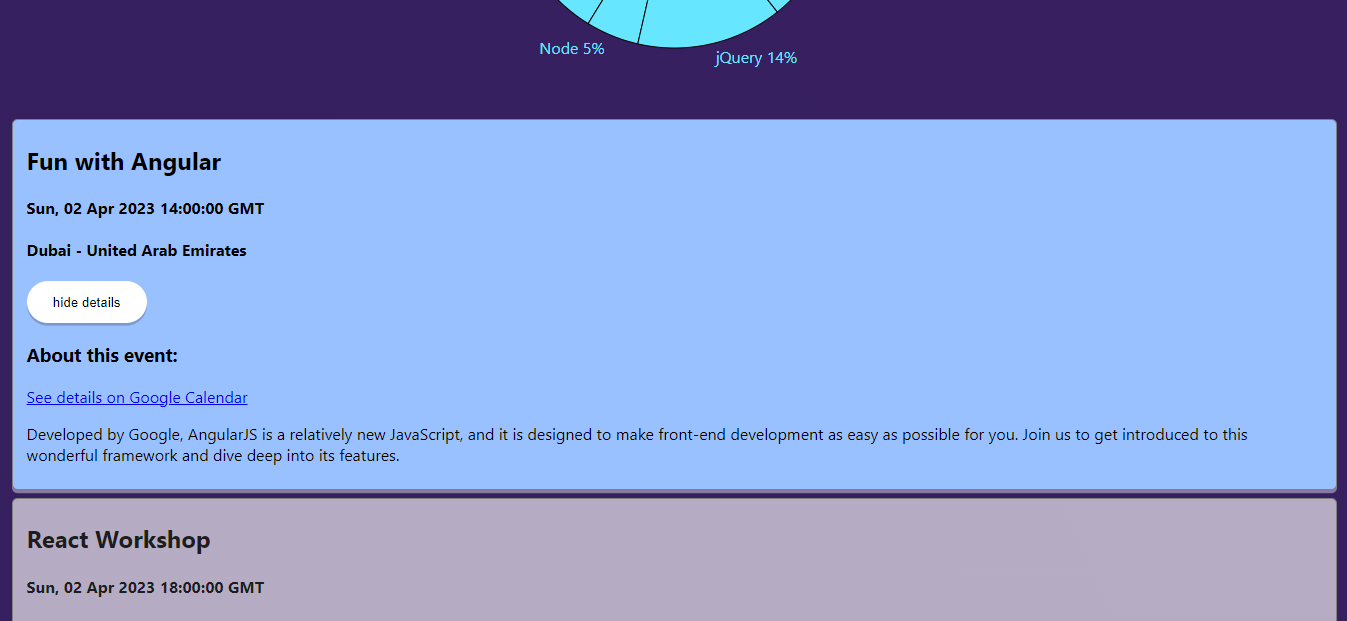 Node 5%
jQuery 14%
Fun with Angular
Sun, 02 Apr 2023 14:00:00 GMT
Dubai - United Arab Emirates
hide details
About this event:
See details on Google Calendar
Developed by Google, AngularJS is a relatively new JavaScript, and it is designed to make front-end development as easy as possible for you. Join us to get introduced to this
wonderful framework and dive deep into its features.
React Workshop
Sun, 02 Apr 2023 18:00:00 GMT